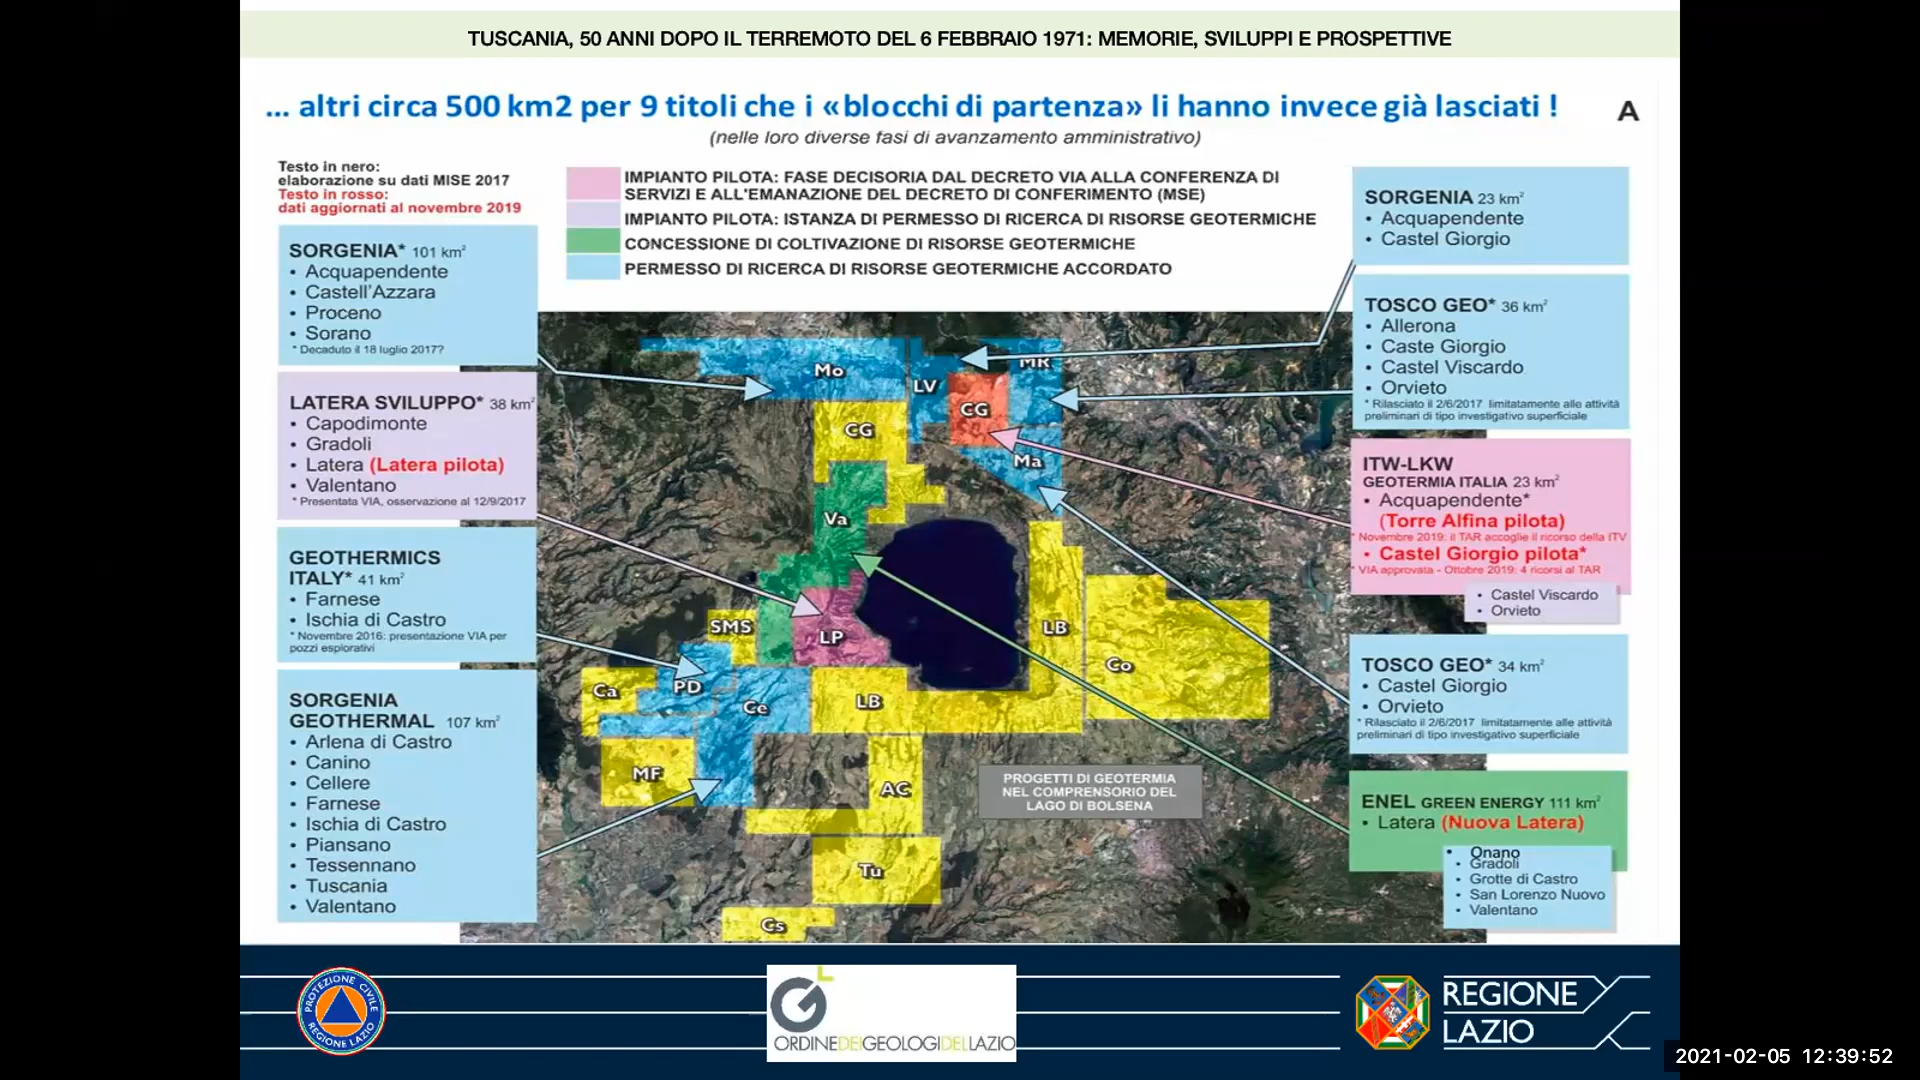 TUSCANIA, 50 ANNI DOPO IL TERREMOTO DEL 6 FEBBRAIO 1971: MEMORIE, SVILUPPI E PROSPETTIVE
... altri circa 500 km2 per 9 titoli che i «blocchi di partenza» li hanno invece già lasciati !
A
(nelle loro diverse fasi di avanzamento amministrativo)
Testo in nero:
elaborazione su dati MISE 2017
Testo in rosso:
dati aggiornati al novembre 2019
IMPIANTO PILOTA: FASE DECISORIA DAL DECRETO VIA ALLA CONFERENZA DI
SERVIZI E ALL'EMANAZIONE DEL DECRETO DI CONFERIMENTO (MSE)
IMPIANTO PILOTA: ISTANZA DI PERMESSO DI RICERCA DI RISORSE GEOTERMICHE
CONCESSIONE DI COLTIVAZIONE DI RISORSE GEOTERMICHE
PERMESSO DI RICERCA DI RISORSE GEOTERMICHE ACCORDATO
SORGENIA* 101 km²
• Acquapendente
• Castell'Azzara
• Proceno
• Sorano
* Decaduto il 18 luglio 2017?
LATERA SVILUPPO* 38 km²
• Capodimonte
• Gradoli
• Latera (Latera pilota)
• Valentano
* Presentata VIA, osservazione al 12/9/2017
GEOTHERMICS
ITALY* 41 km²
• Farnese
• Ischia di Castro
* Novembre 2016: presentazione VIA per
pozzi esplorativi
SORGENIA
GEOTHERMAL 107 km²
• Arlena di Castro
• Canino
• Cellere
• Farnese
• Ischia di Castro
• Piansano
• Tessennano
• Tuscania
• Valentano
Mo
LV
MR
CG
CG
Ma
Va
SMS
LP
LB
Co
Ca
PD
Ce
LB
MF
AC
Tu
Cs
PROGETTI DI GEOTERMIA
NEL COMPRENSORIO DEL
LAGO DI BOLSENA
SORGENIA 23 km²
• Acquapendente
• Castel Giorgio
TOSCO GEO* 36 km²
• Allerona
• Caste Giorgio
• Castel Viscardo
• Orvieto
* Rilasciato il 2/6/2017 limitatamente alle attività
preliminari di tipo investigativo superficiale
ITW-LKW
GEOTERMIA ITALIA 23 km²
• Acquapendente*
(Torre Alfina pilota)
* Novembre 2019: il TAR accoglie il ricorso della ITV
• Castel Giorgio pilota*
* VIA approvata - Ottobre 2019: 4 ricorsi al TAR
• Castel Viscardo
• Orvieto
TOSCO GEO* 34 km²
• Castel Giorgio
• Orvieto
* Rilasciato il 2/6/2017 limitatamente alle attività
preliminari di tipo investigativo superficiale
ENEL GREEN ENERGY 111 km²
• Latera (Nuova Latera)
• Onano
• Gradoli
• Grotte di Castro
• San Lorenzo Nuovo
• Valentano
PROTEZIONE CIVILE
REGIONE LAZIO
ORDINEDEIGEOLOGIDELLAZIO
REGIONE
LAZIO
2021-02-05 12:39:52